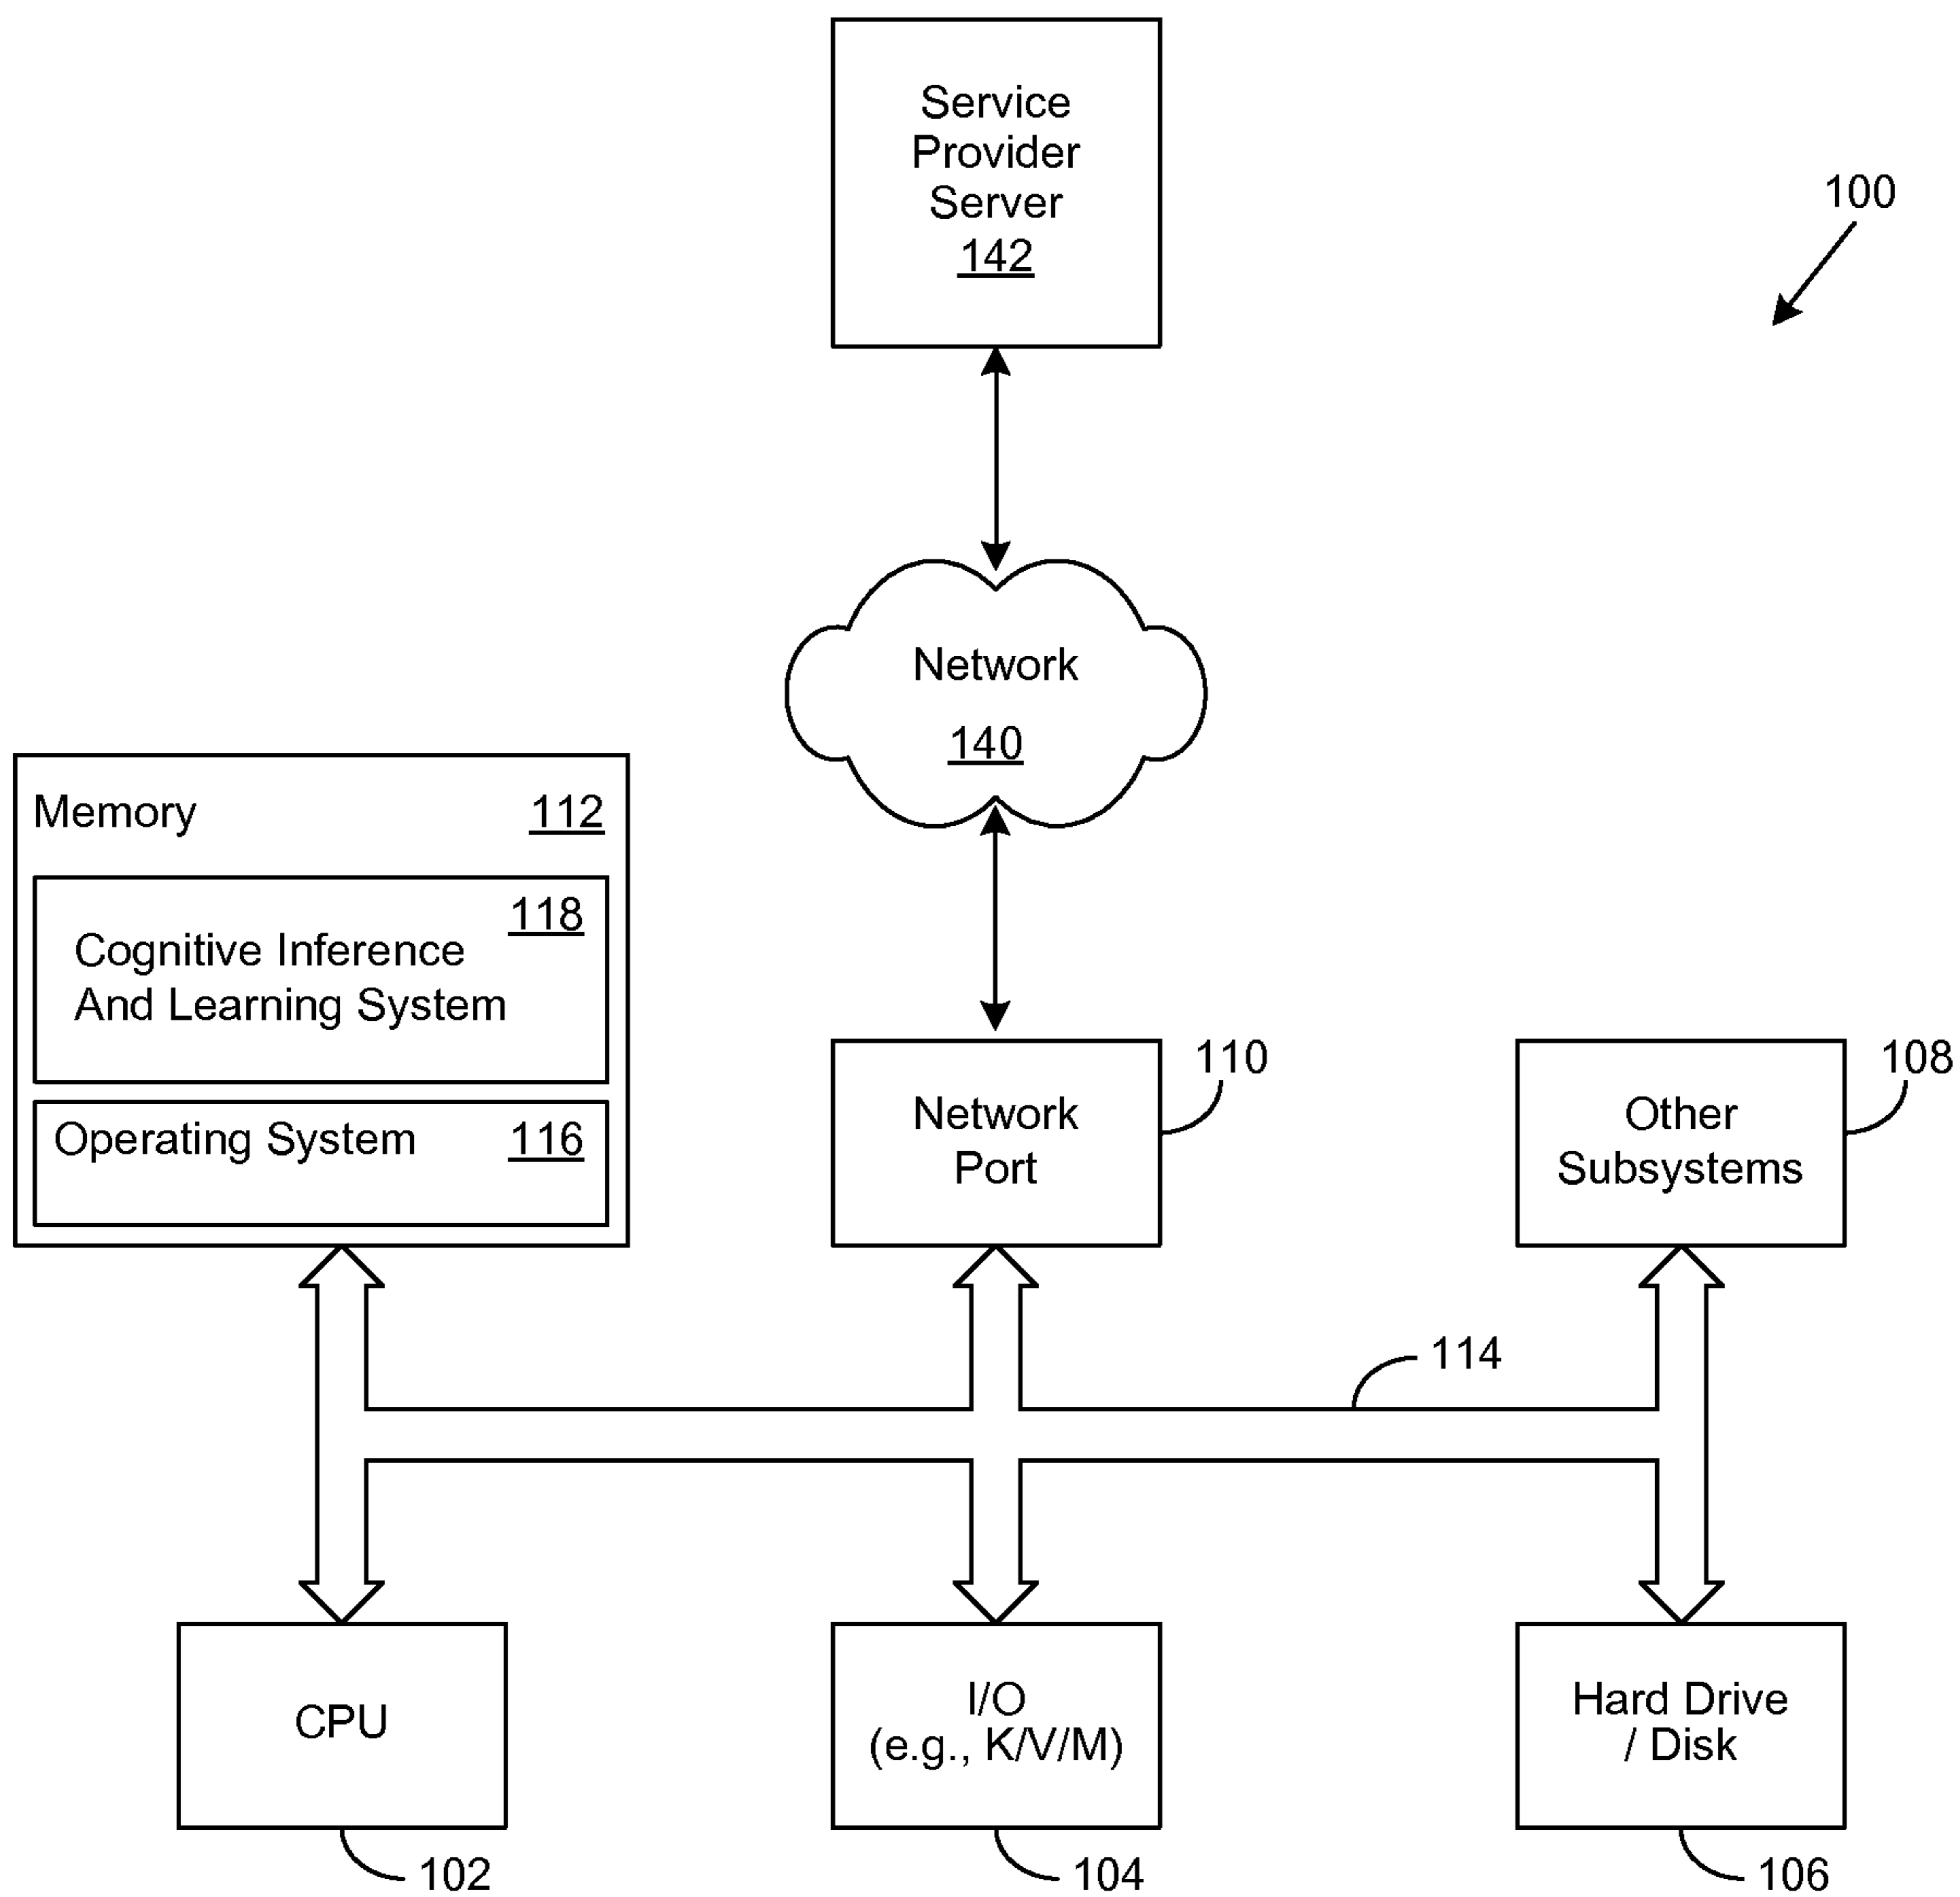 Service
Provider
Server
142
100
Network
140
Memory 112
118
Cognitive Inference
And Learning System
Operating System 116
Network
Port
110
Other
Subsystems
108
114
CPU
102
I/O
(e.g., K/V/M)
104
Hard Drive
/ Disk
106